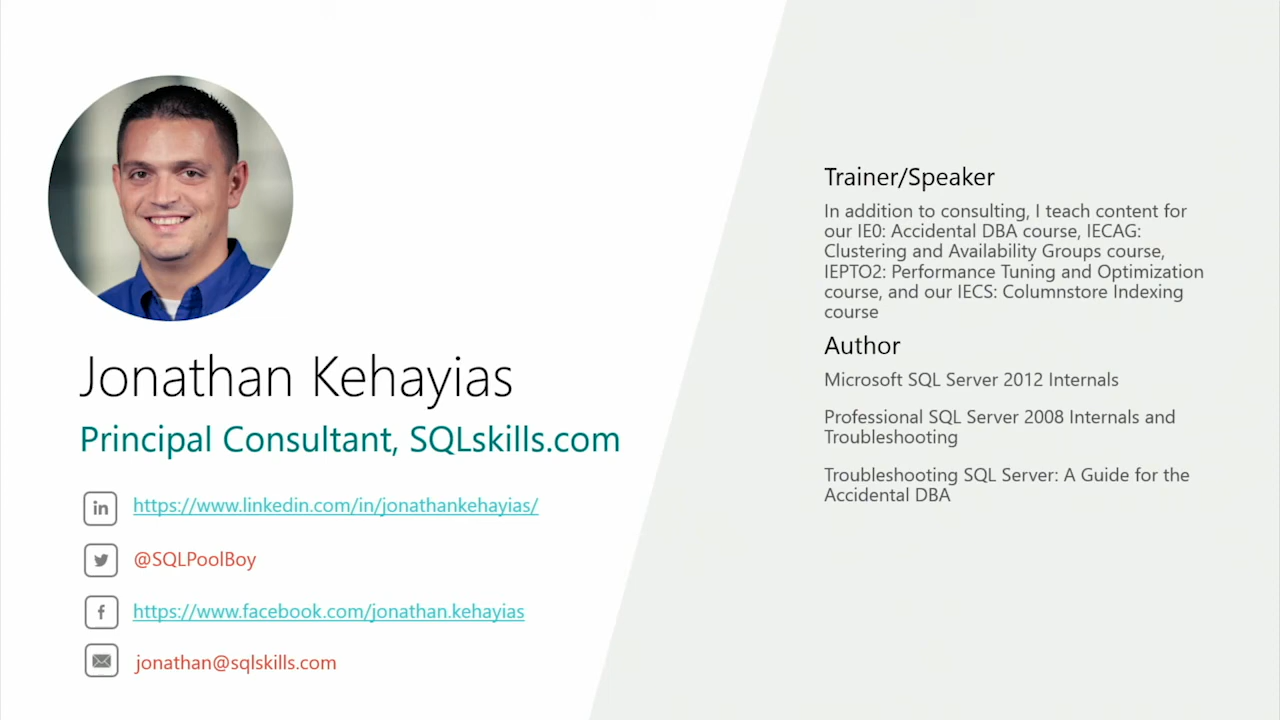 Jonathan Kehayias
Principal Consultant, SQLskills.com
in https://www.linkedin.com/in/jonathankehayias/
@SQLPoolBoy
f https://www.facebook.com/jonathan.kehayias
jonathan@sqlskills.com
Trainer/Speaker
In addition to consulting, I teach content for
our IE0: Accidental DBA course, IECAG:
Clustering and Availability Groups course,
IEPTO2: Performance Tuning and Optimization
course, and our IECS: Columnstore Indexing
course
Author
Microsoft SQL Server 2012 Internals
Professional SQL Server 2008 Internals and
Troubleshooting
Troubleshooting SQL Server: A Guide for the
Accidental DBA